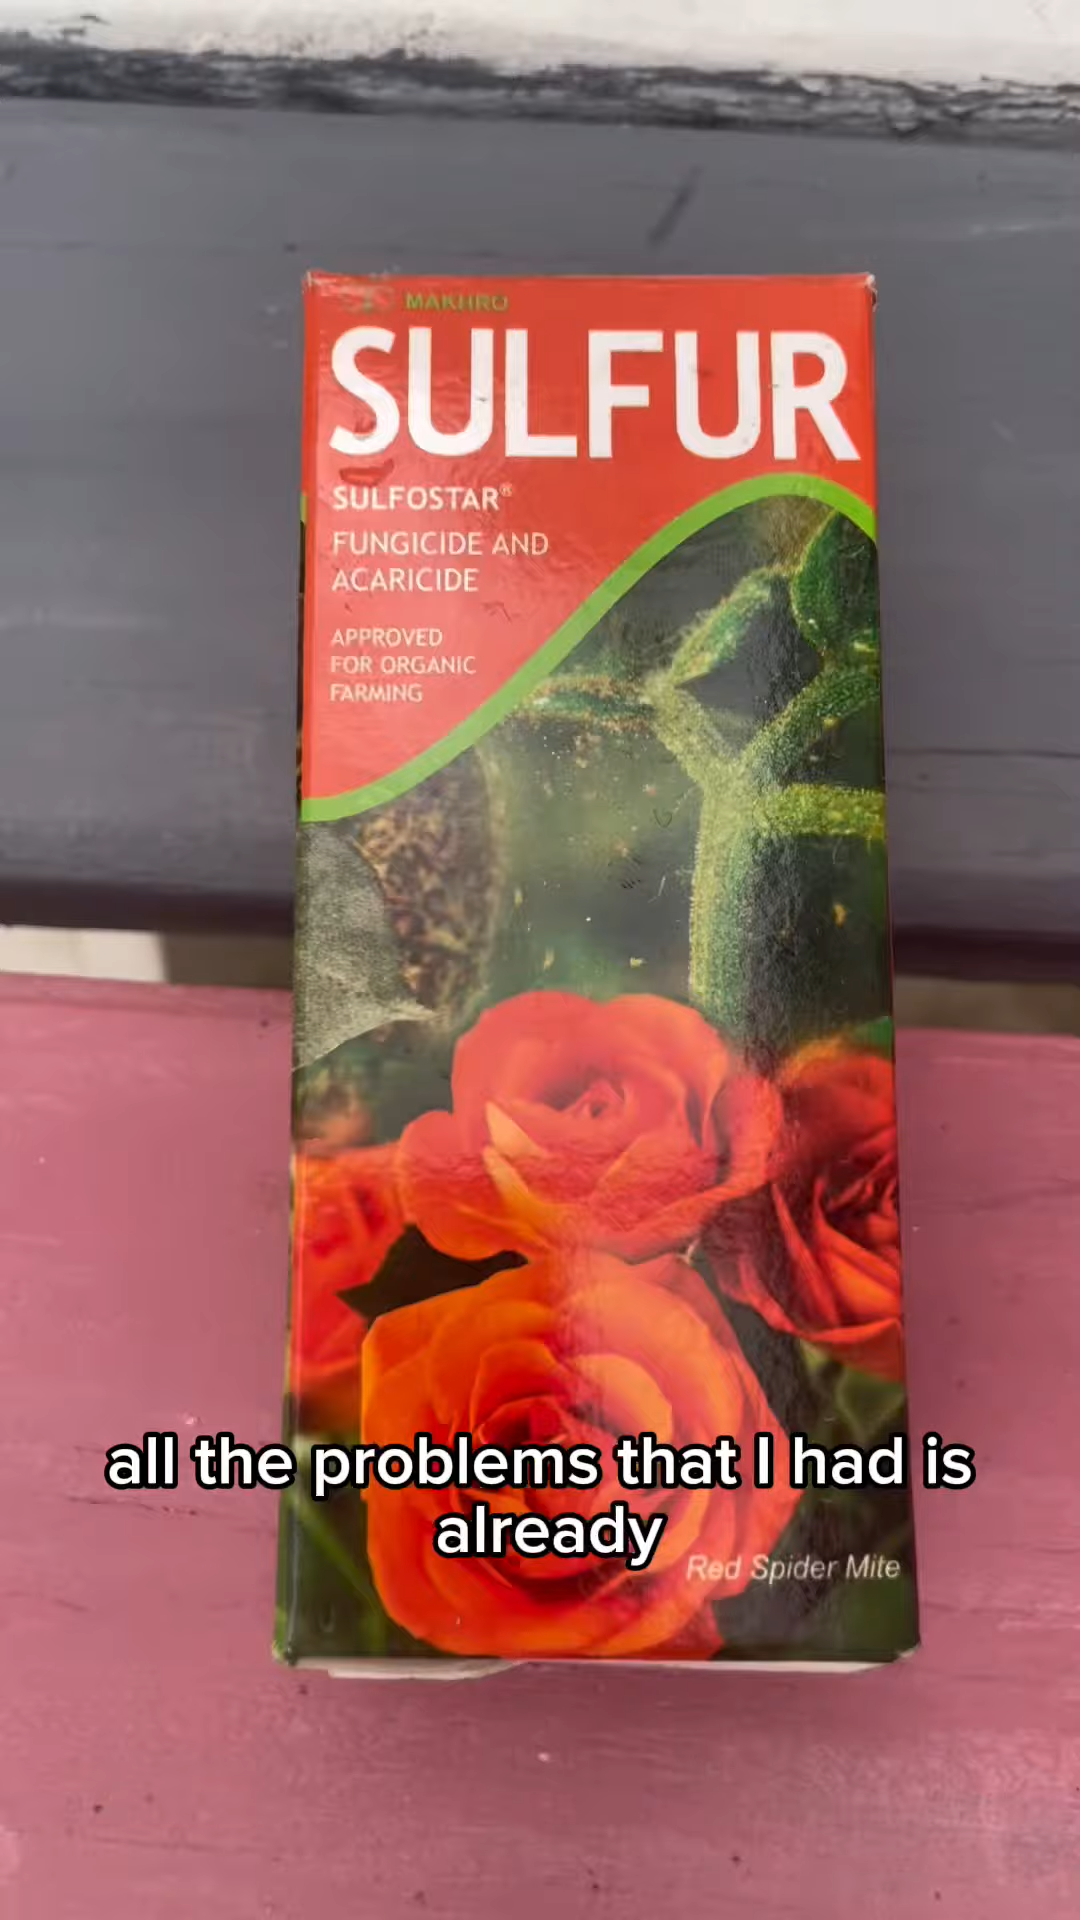 MAKHRO
SULFUR
SULFOSTAR®
FUNGICIDE AND
ACARICIDE
APPROVED
FOR ORGANIC
FARMING
all the problems that I had is
already
Red Spider Mite